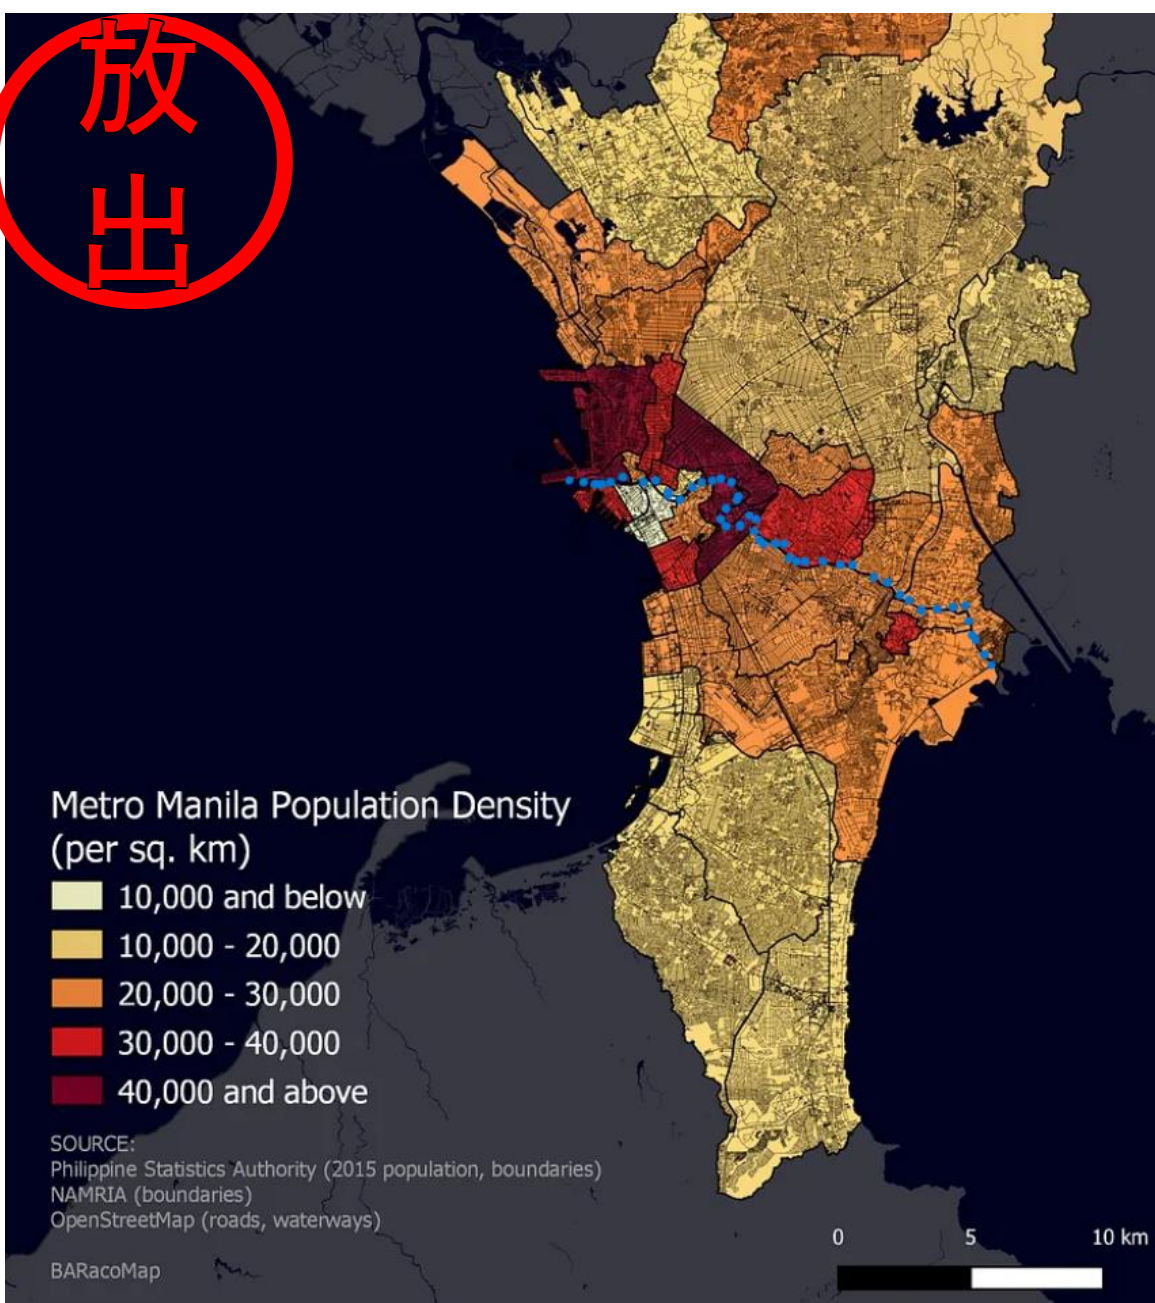 放
出
Metro Manila Population Density
(per sq. km)
10,000 and below
10,000 - 20,000
20,000 - 30,000
30,000 - 40,000
40,000 and above
SOURCE:
Philippine Statistics Authority (2015 population, boundaries)
NAMRIA (boundaries)
OpenStreetMap (roads, waterways)
BARacoMap
0 5 10 km